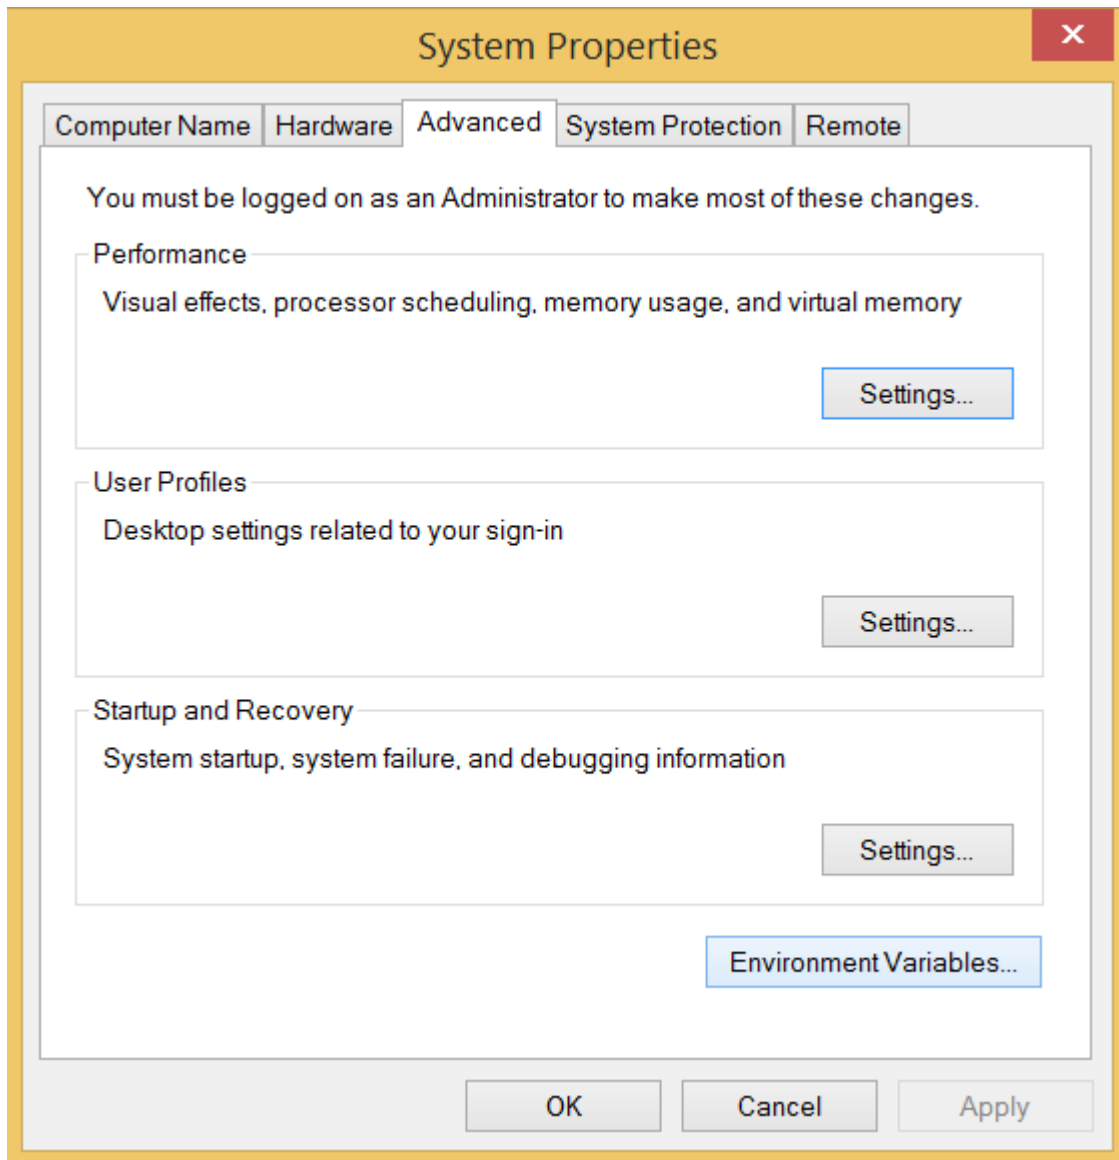 System Properties
Computer Name Hardware Advanced System Protection Remote
You must be logged on as an Administrator to make most of these changes.
Performance
Visual effects, processor scheduling, memory usage, and virtual memory
Settings...
User Profiles
Desktop settings related to your sign-in
Settings...
Startup and Recovery
System startup, system failure, and debugging information
Settings...
Environment Variables...
OK Cancel Apply